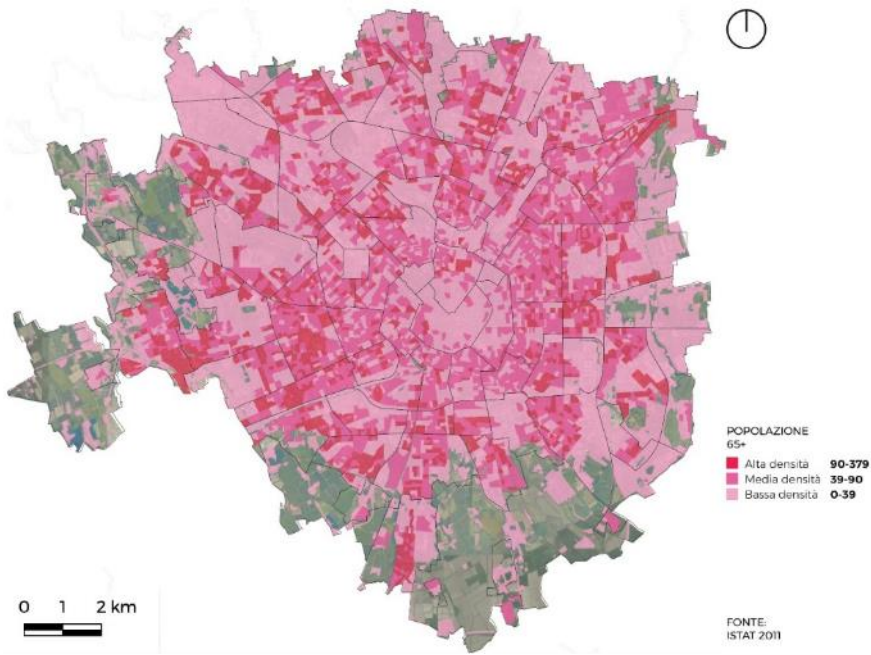 POPOLAZIONE
65+
Alta densità 90-379
Media densità 39-90
Bassa densità 0-39
0 1 2 km
FONTE:
ISTAT 2011